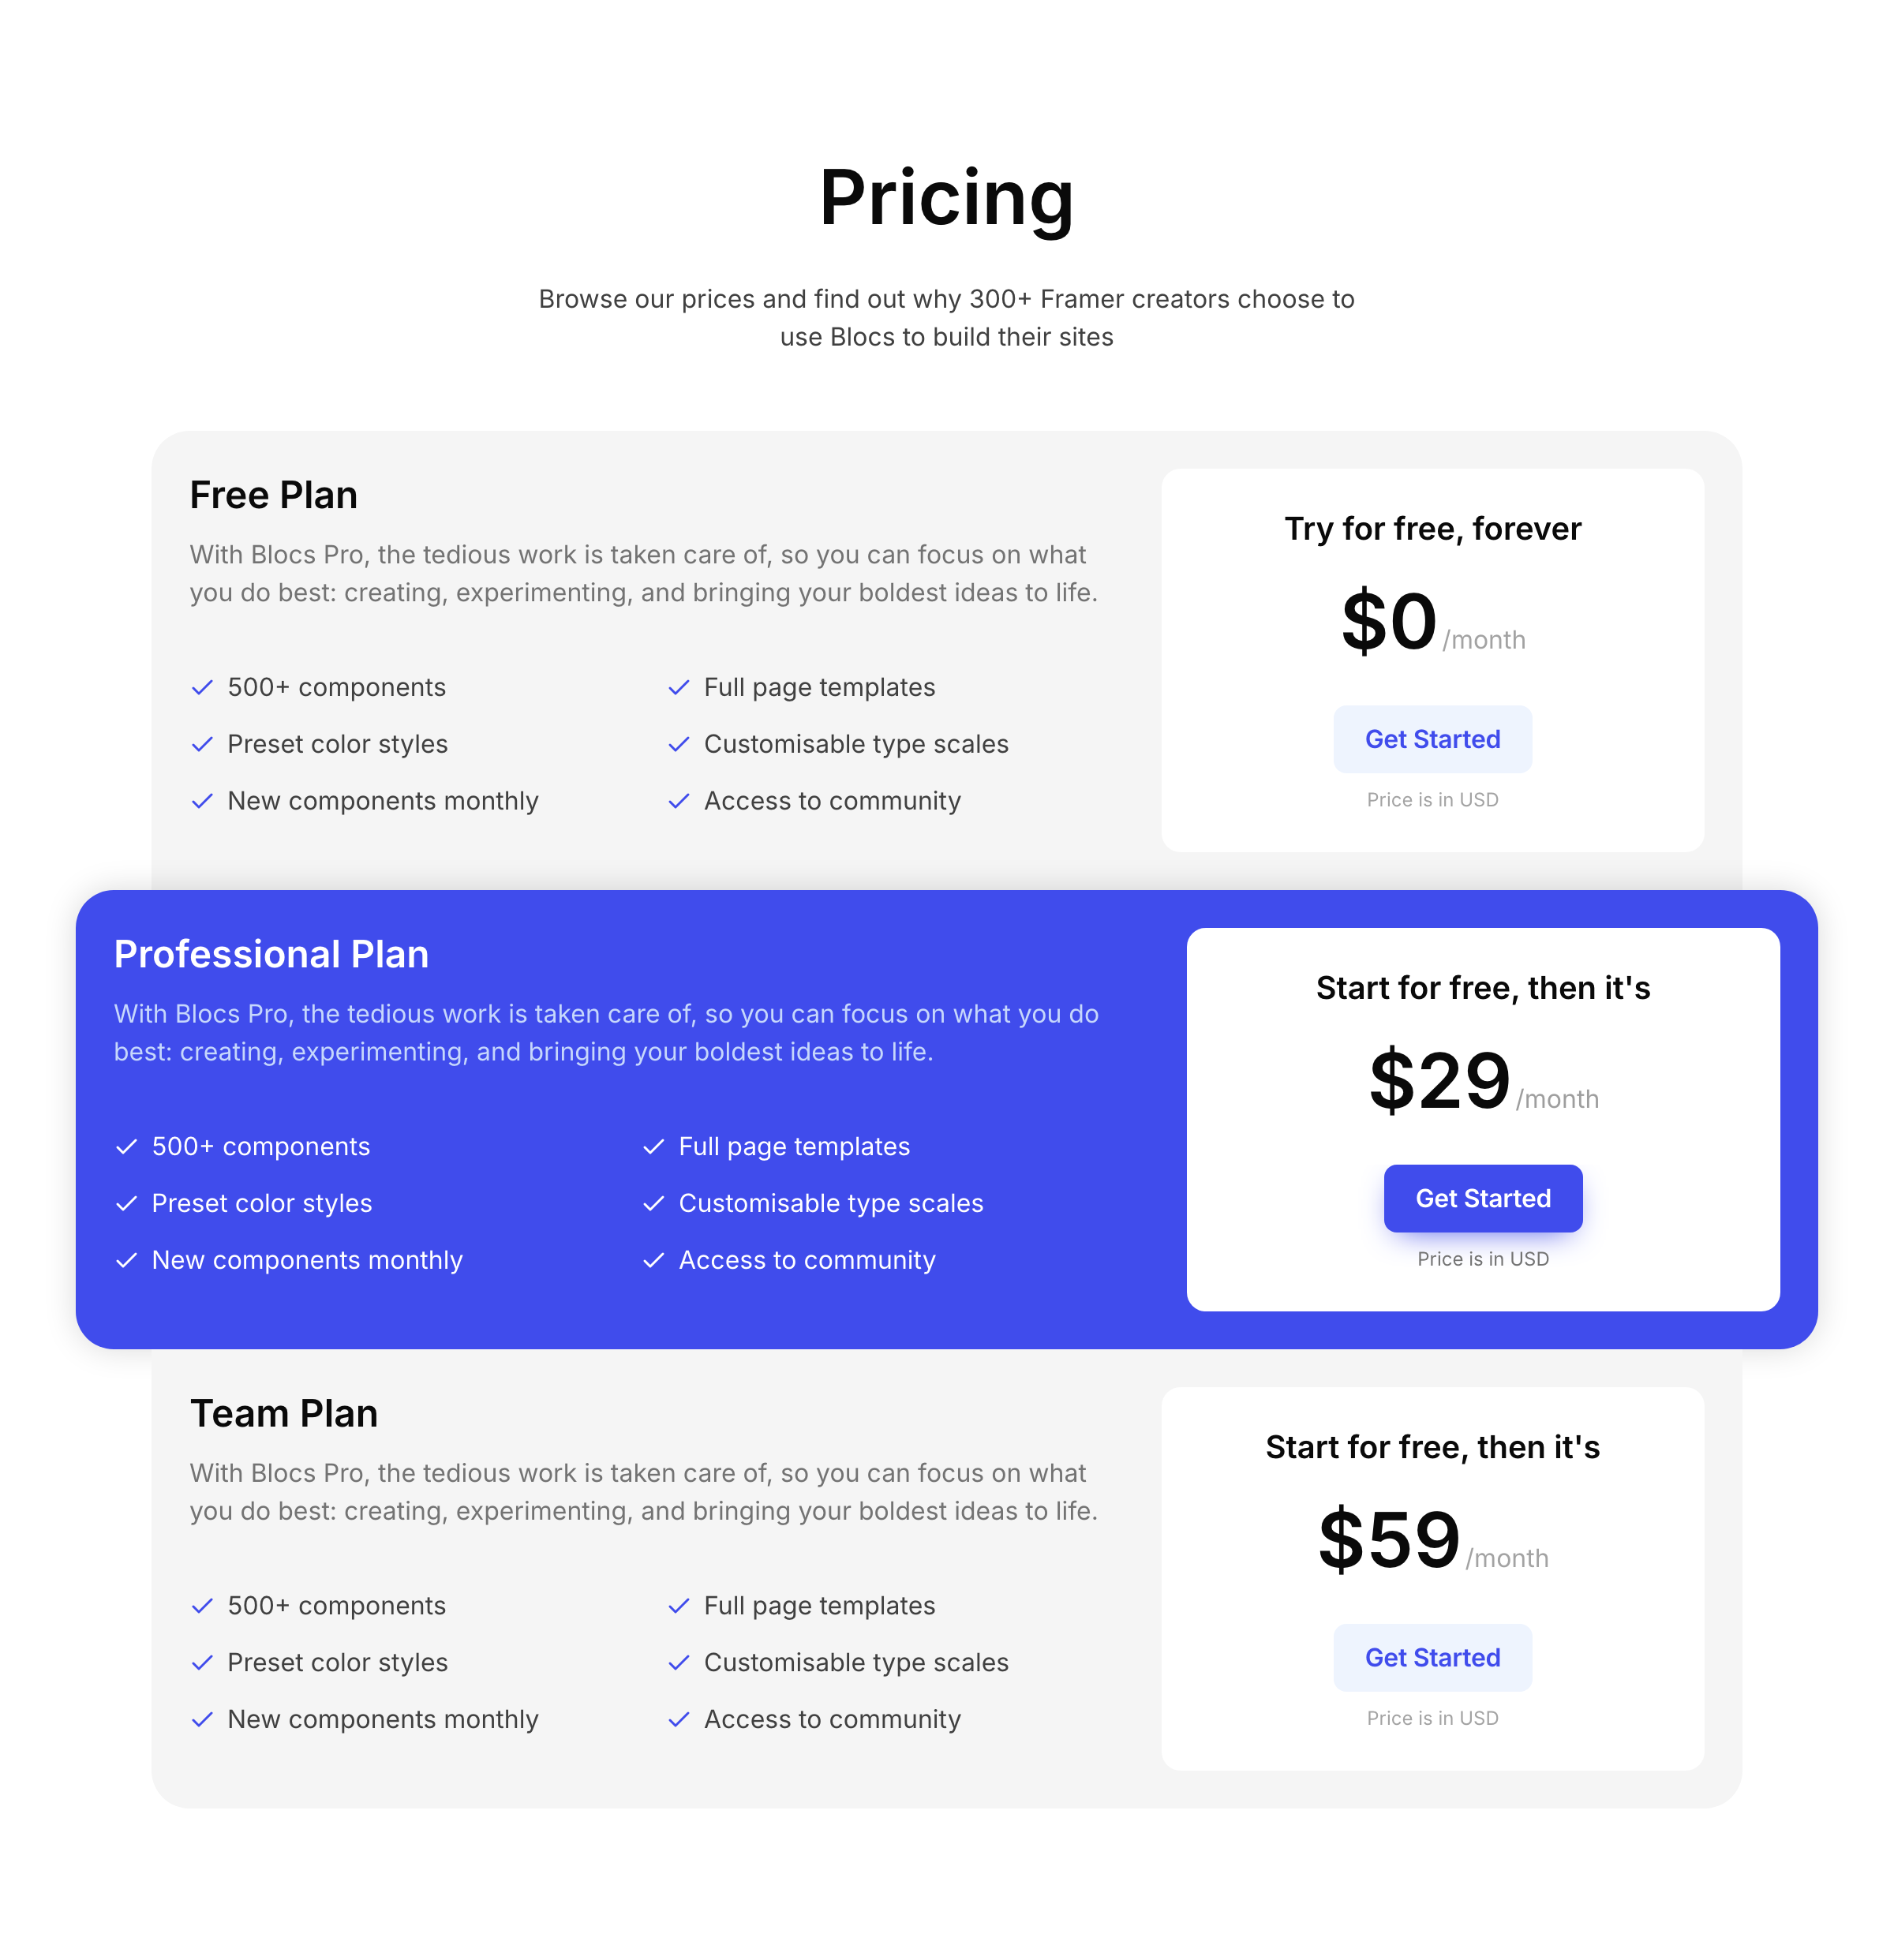 Pricing
Browse our prices and find out why 300+ Framer creators choose to
use Blocs to build their sites
Free Plan
With Blocs Pro, the tedious work is taken care of, so you can focus on what
you do best: creating, experimenting, and bringing your boldest ideas to life.
500+ components
Full page templates
Preset color styles
Customisable type scales
New components monthly
Access to community
Try for free, forever
$0 /month
Get Started
Price is in USD
Professional Plan
With Blocs Pro, the tedious work is taken care of, so you can focus on what you do
best: creating, experimenting, and bringing your boldest ideas to life.
500+ components
Full page templates
Preset color styles
Customisable type scales
New components monthly
Access to community
Start for free, then it's
$29 /month
Get Started
Price is in USD
Team Plan
With Blocs Pro, the tedious work is taken care of, so you can focus on what
you do best: creating, experimenting, and bringing your boldest ideas to life.
500+ components
Full page templates
Preset color styles
Customisable type scales
New components monthly
Access to community
Start for free, then it's
$59 /month
Get Started
Price is in USD